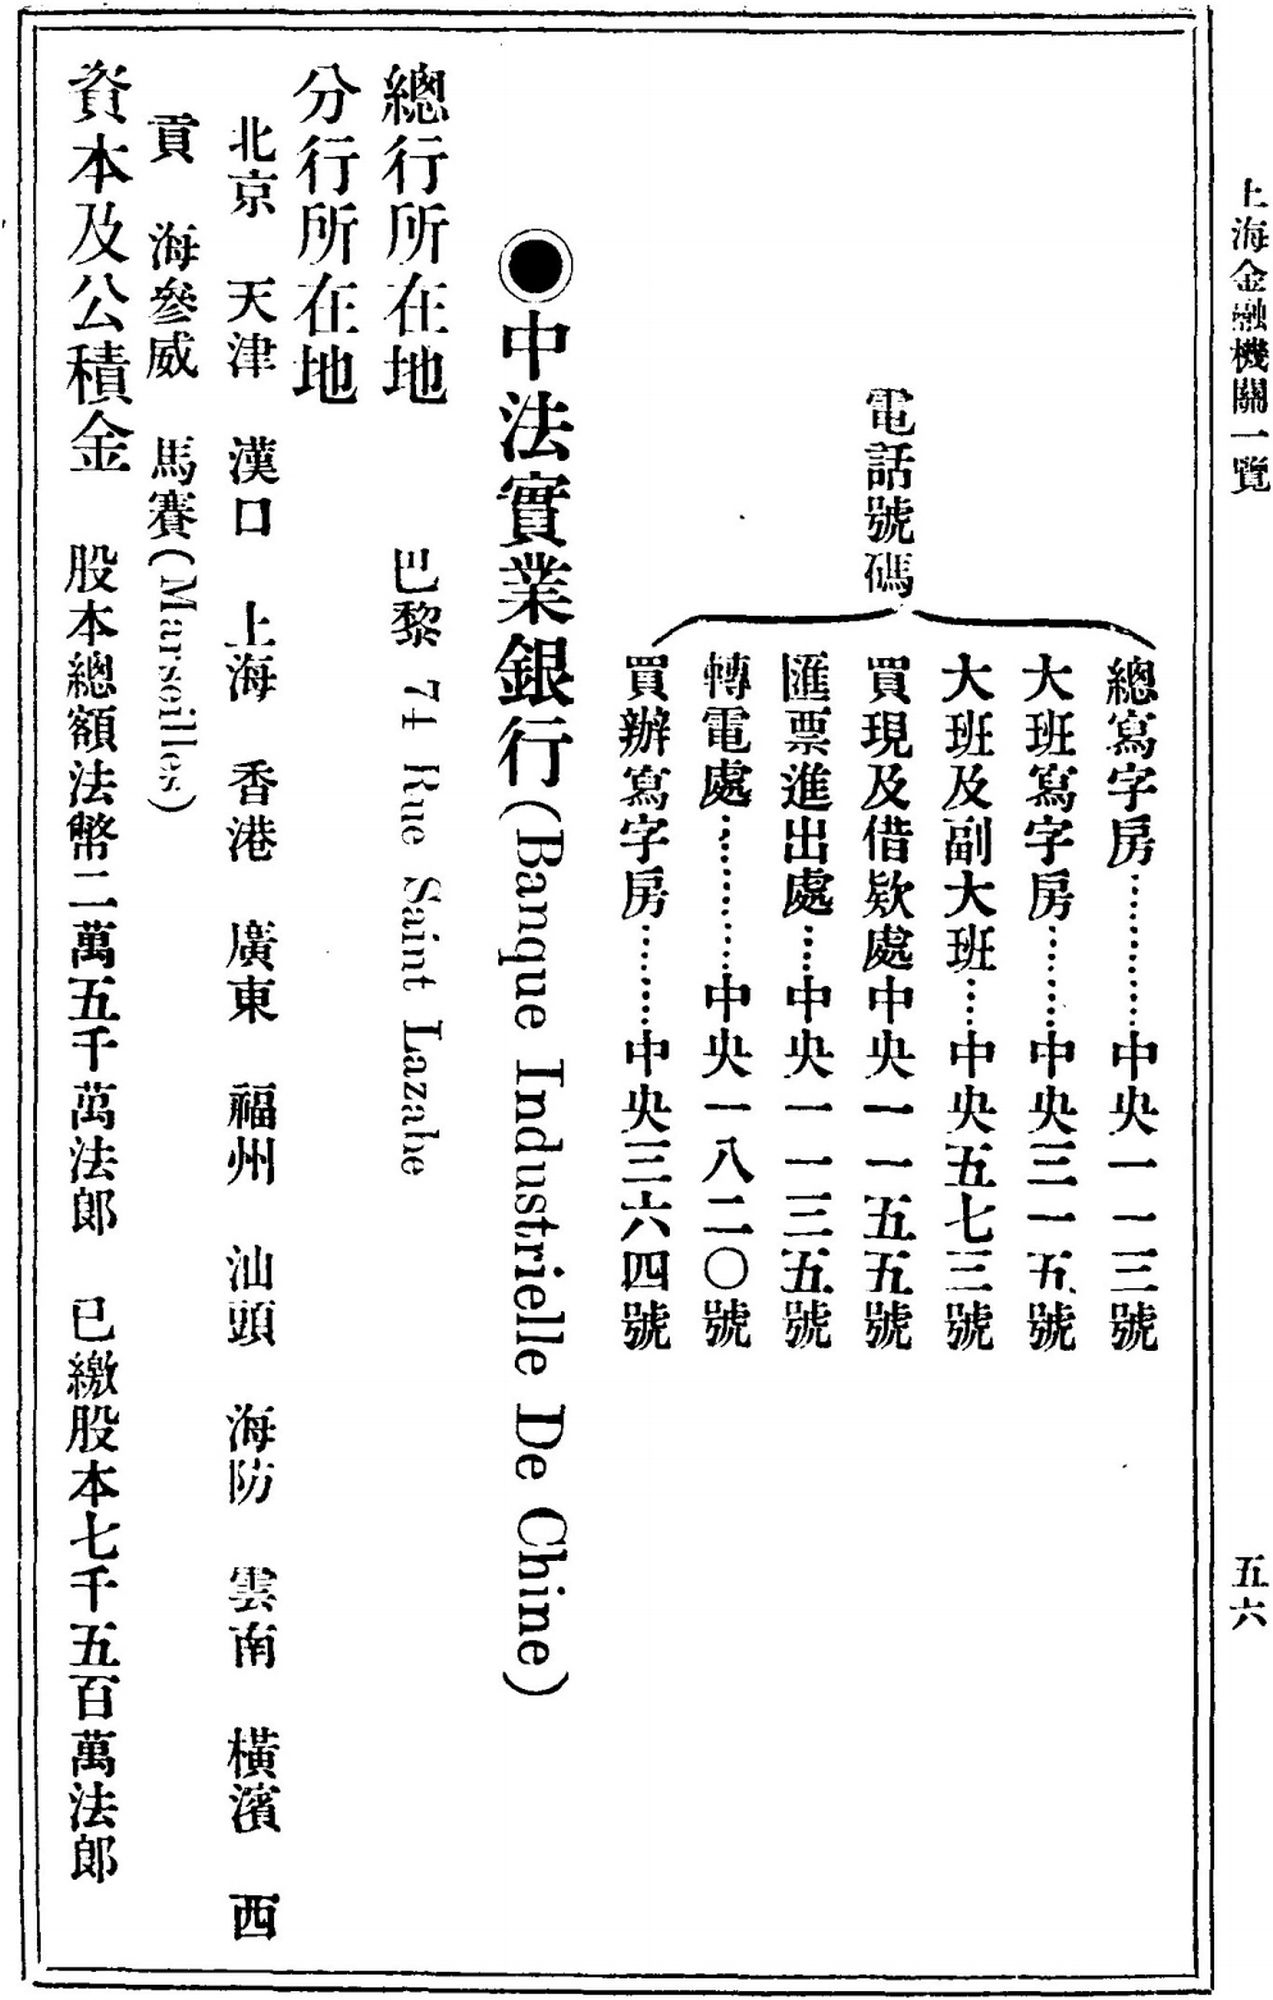 上海金融機關一覽
五六
電話號碼
總寫字房…………中央一一三號
大班寫字房………中央三一五號
大班及副大班……中央五七三號
買現及借欵處中央一一五五號
匯票進出處……中央一一三五號
轉電處…………中央一八二〇號
買辦寫字房………中央三六四號
●中法實業銀行(Banque Industrielle De Chine)
總行所在地 巴黎 74 Rue Saint Lazahe
分行所在地
北京 天津 漢口 上海 香港 廣東 福州 汕頭 海防 雲南 橫濱 西
貢 海參威 馬賽(Marseilles)
資本及公積金 股本總額法幣二萬五千萬法郎 已繳股本七千五百萬法郎